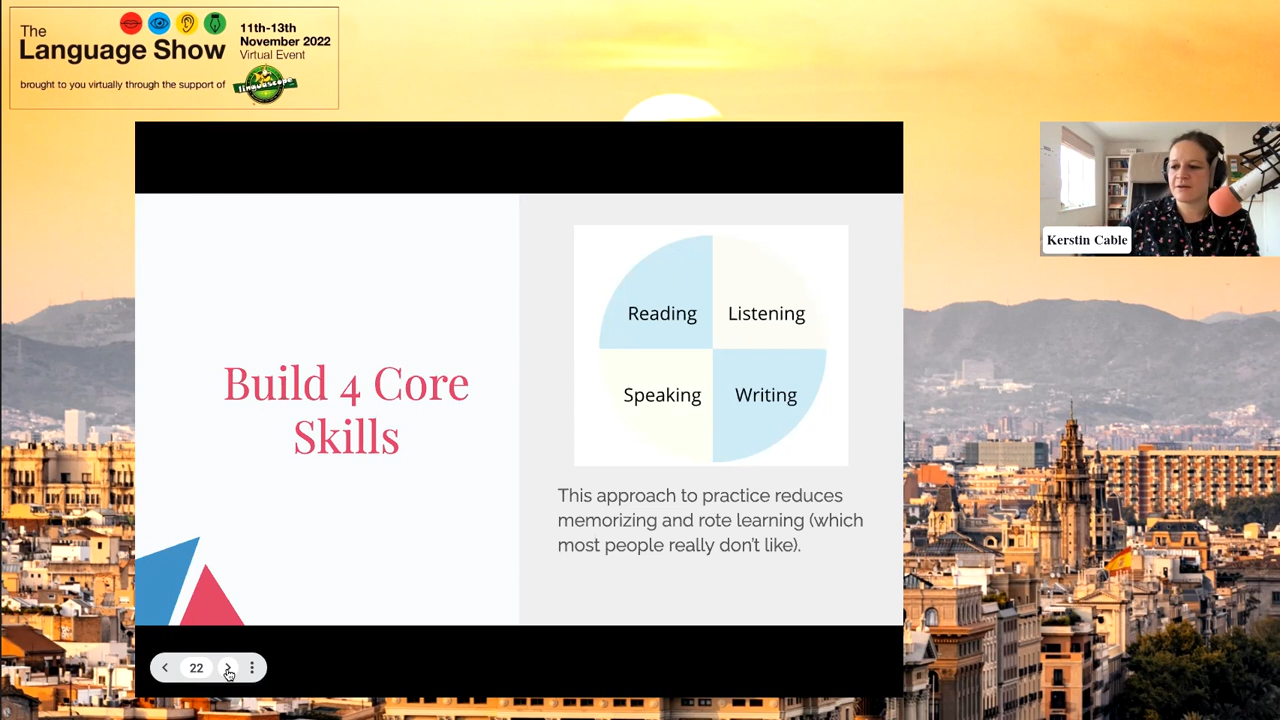 The
Language Show
11th-13th
November 2022
Virtual Event
brought to you virtually through the support of
linguascope
Build 4 Core
Skills
Reading
Listening
Speaking
Writing
This approach to practice reduces
memorizing and rote learning (which
most people really don't like).
Kerstin Cable
22